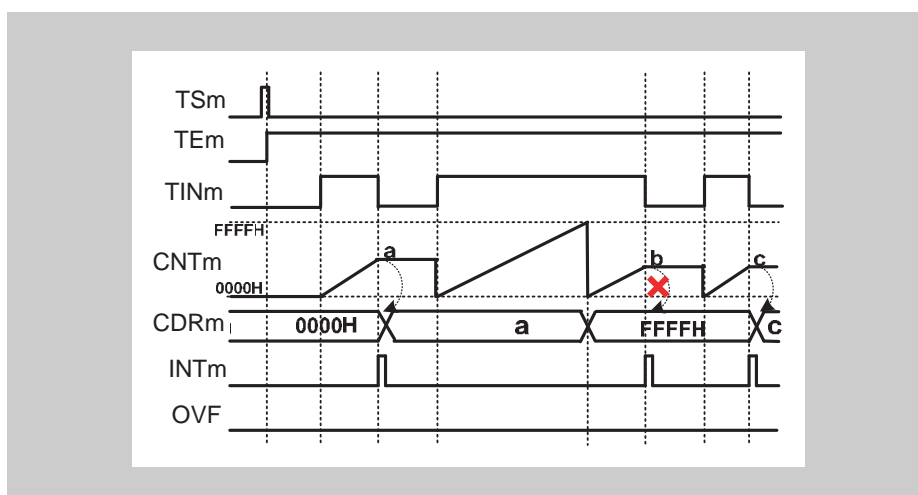 TSm
TEm
TINm
FFFFH
CNTm
a
b
c
0000H
CDRm
0000H
a
FFFFH
c
INTm
OVF